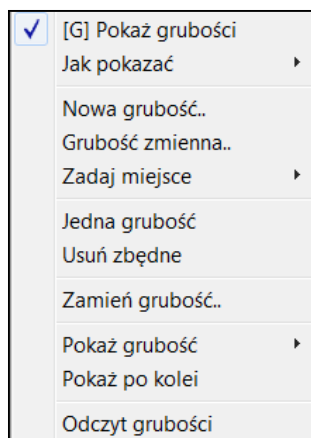 [G] Pokaż grubości
Jak pokazać
Nowa grubość..
Grubość zmienna..
Zadaj miejsce
Jedna grubość
Usuń zbędne
Zamień grubość..
Pokaż grubość
Pokaż po kolei
Odczyt grubości